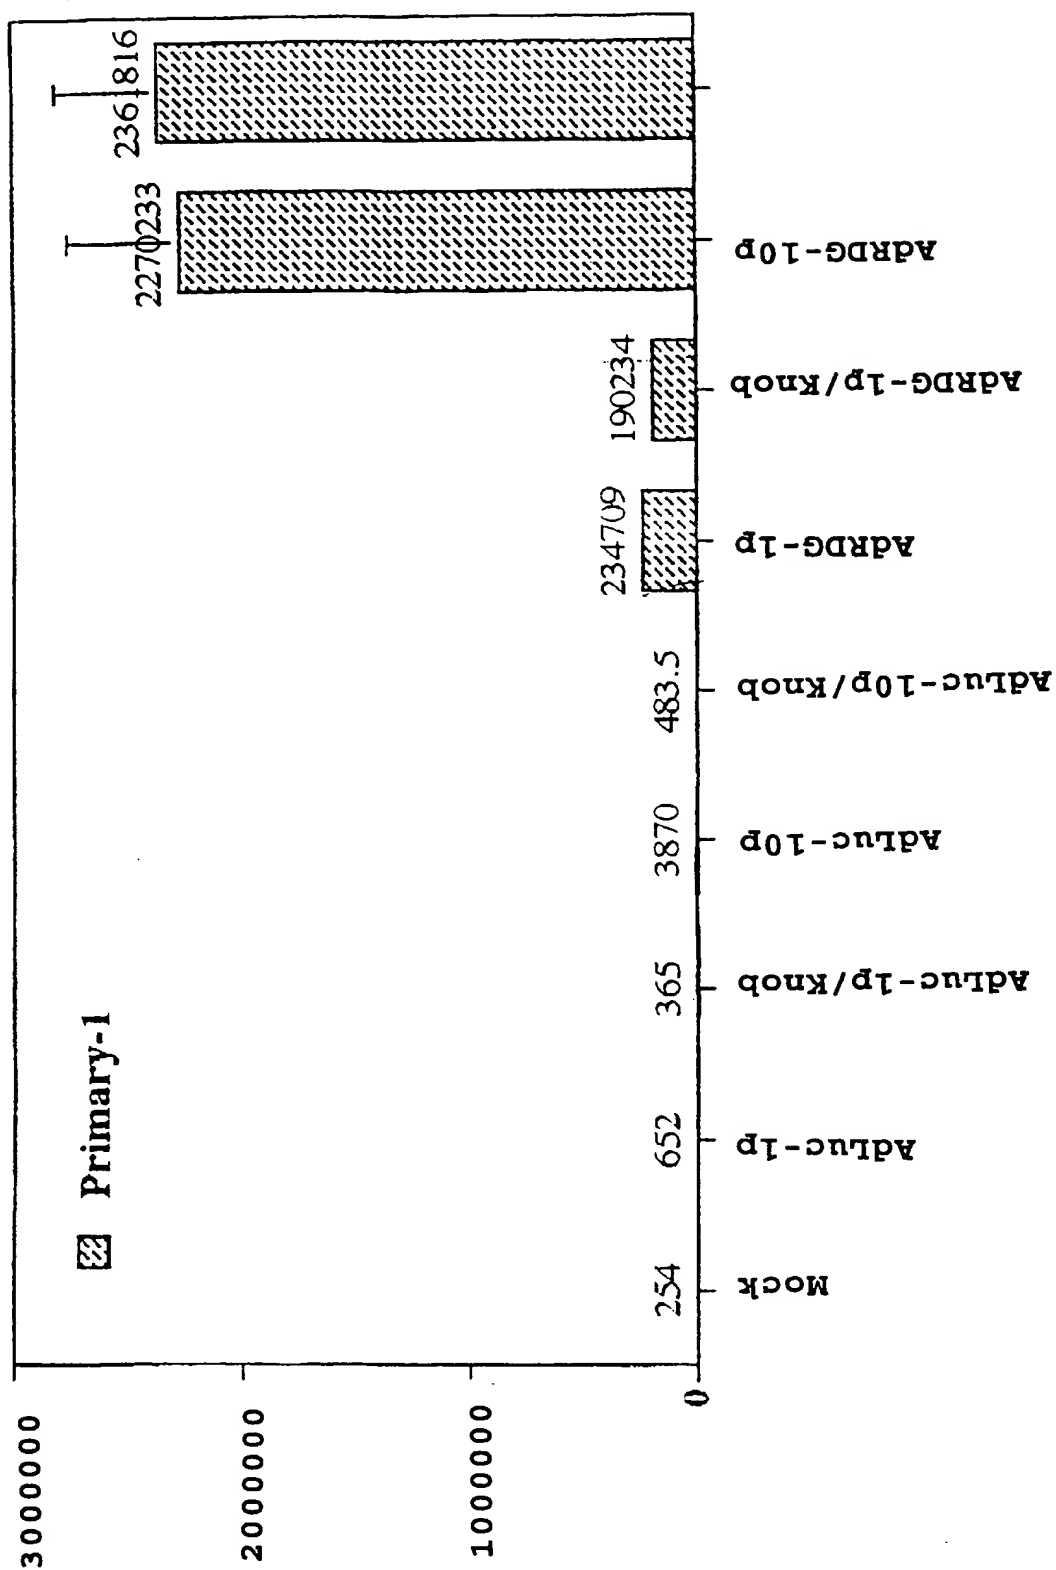 3000000
2000000
1000000
0
Primary-1
254
652
365
3870
483.5
234709
190234
2270233
2361816
Mock
AdLuc-1p
AdLuc-1p/Knob
AdLuc-10p
AdLuc-10p/Knob
AdRDG-1p
AdRDG-1p/Knob
AdRDG-10p